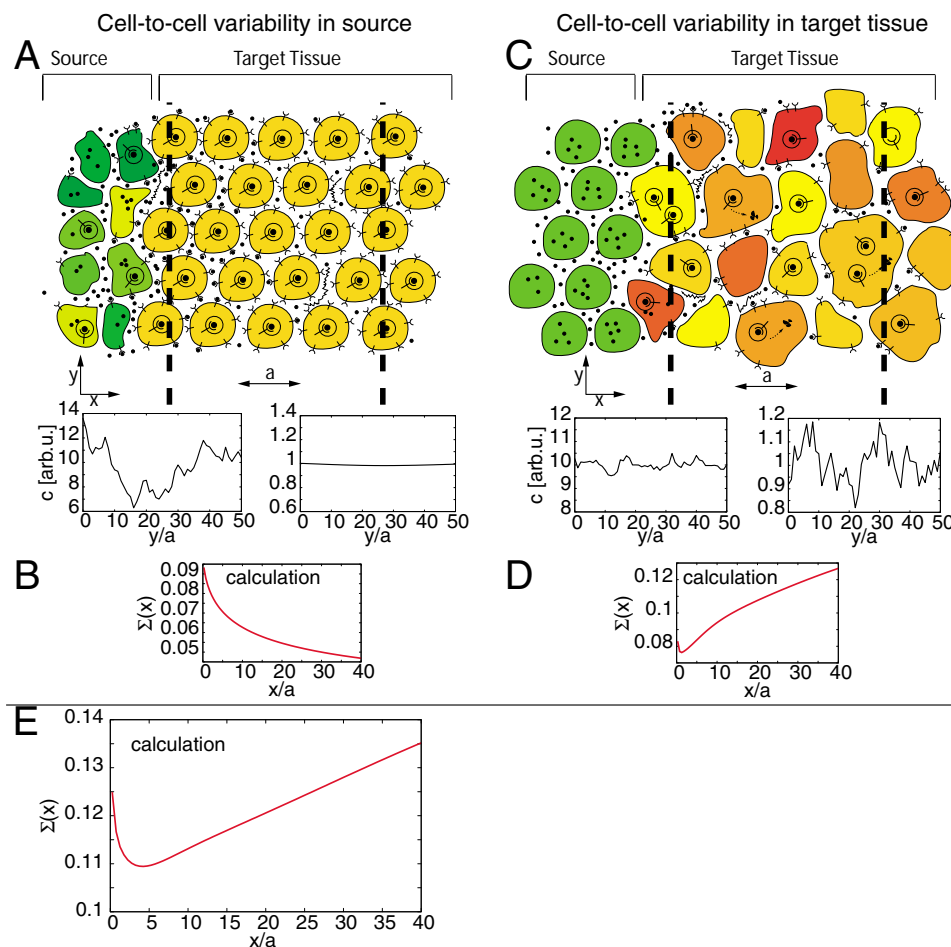 Cell-to-cell variability in source
Cell-to-cell variability in target tissue
A
Source
Target Tissue
C
Source
Target Tissue
y
x
a
y
x
a
c [arb.u.]
14
12
10
8
6
0
10
20
30
40
50
y/a
1.4
1.2
1
0.8
0.6
0
10
20
30
40
50
y/a
c [arb.u.]
12
11
10
9
8
0
10
20
30
40
50
y/a
1.2
1.1
1
0.9
0.8
0
10
20
30
40
50
y/a
B
calculation
Σ(x)
0.09
0.08
0.07
0.06
0.05
0
10
20
30
40
x/a
D
calculation
Σ(x)
0.12
0.1
0.08
0
10
20
30
40
x/a
E
calculation
Σ(x)
0.14
0.13
0.12
0.11
0.1
0
5
10
15
20
25
30
35
40
x/a